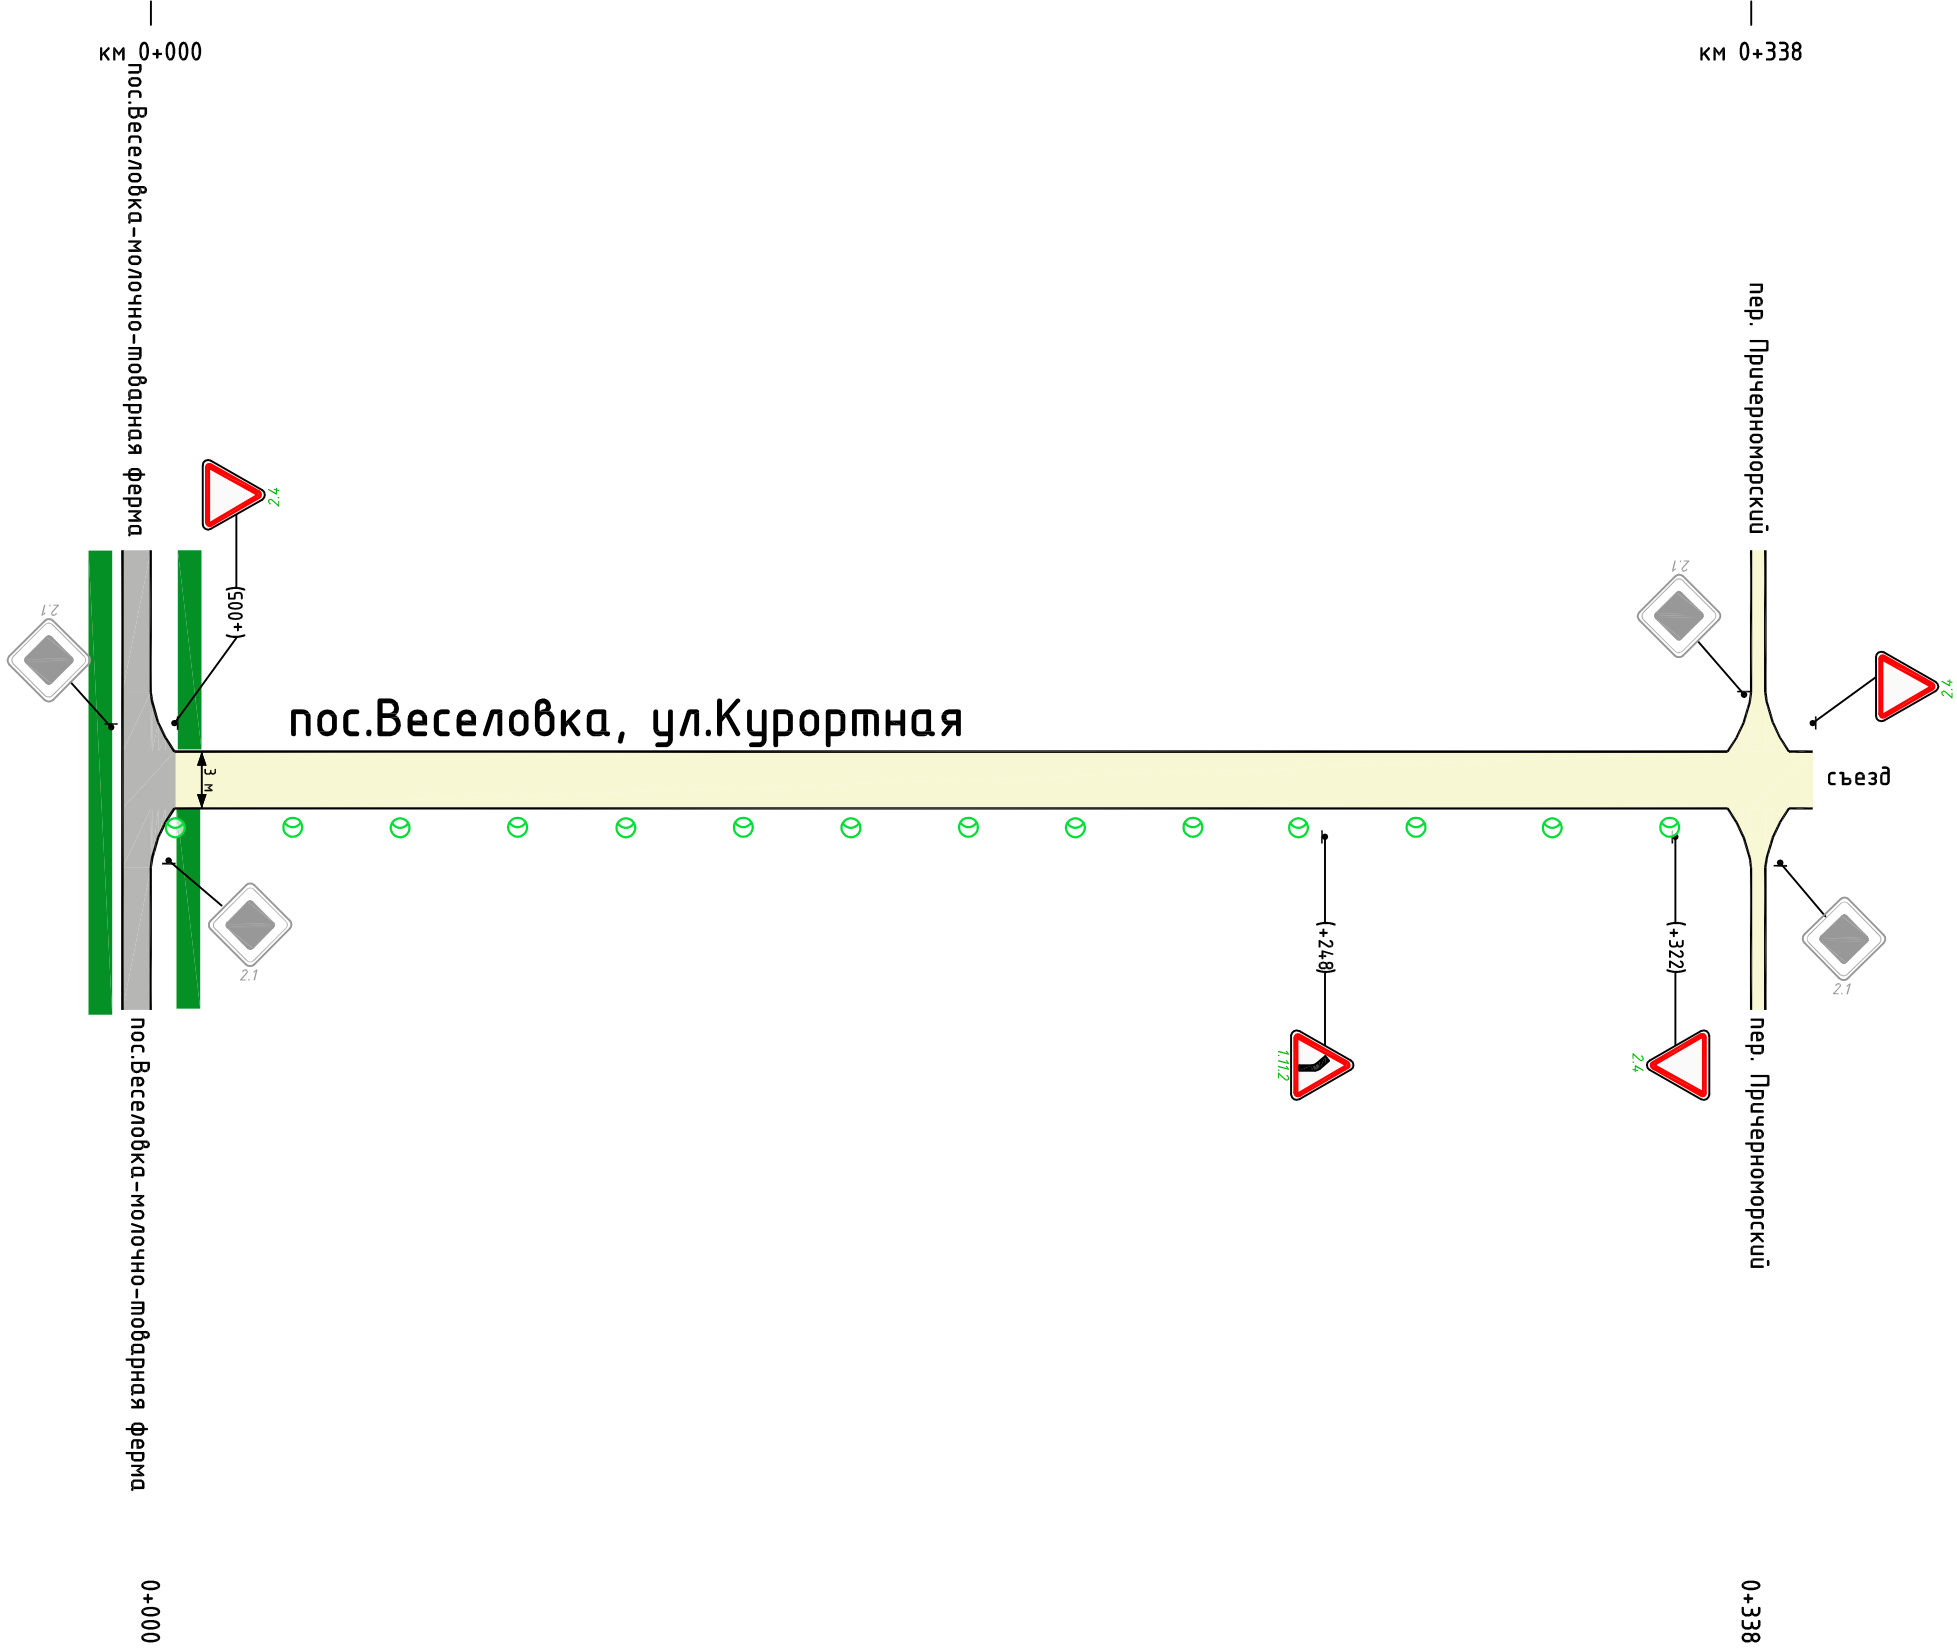 км 0+000
км 0+338
пос.Веселовка-молочно-товарная ферма
пер. Причерноморский
2.4
2.1
2.1
(+005)
2.4
пос.Веселовка, ул.Курортная
3 м
съезд
2.1
(+248)
(+322)
2.1
1.11.2
2.4
пос.Веселовка-молочно-товарная ферма
пер. Причерноморский
0+000
0+338